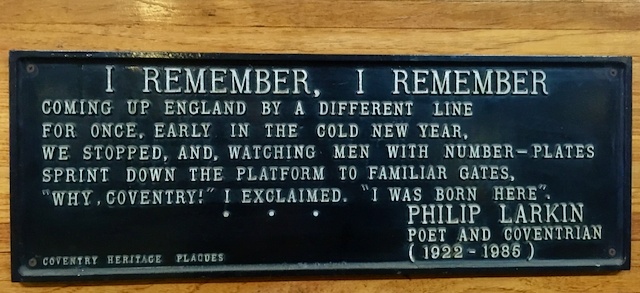 I REMEMBER, I REMEMBER
COMING UP ENGLAND BY A DIFFERENT LINE
FOR ONCE, EARLY IN THE COLD NEW YEAR,
WE STOPPED, AND, WATCHING MEN WITH NUMBER-PLATES
SPRINT DOWN THE PLATFORM TO FAMILIAR GATES,
"WHY, COVENTRY!" I EXCLAIMED. "I WAS BORN HERE".
. . .
PHILIP LARKIN
POET AND COVENTRIAN
(1922-1985)
COVENTRY HERITAGE PLAQUES